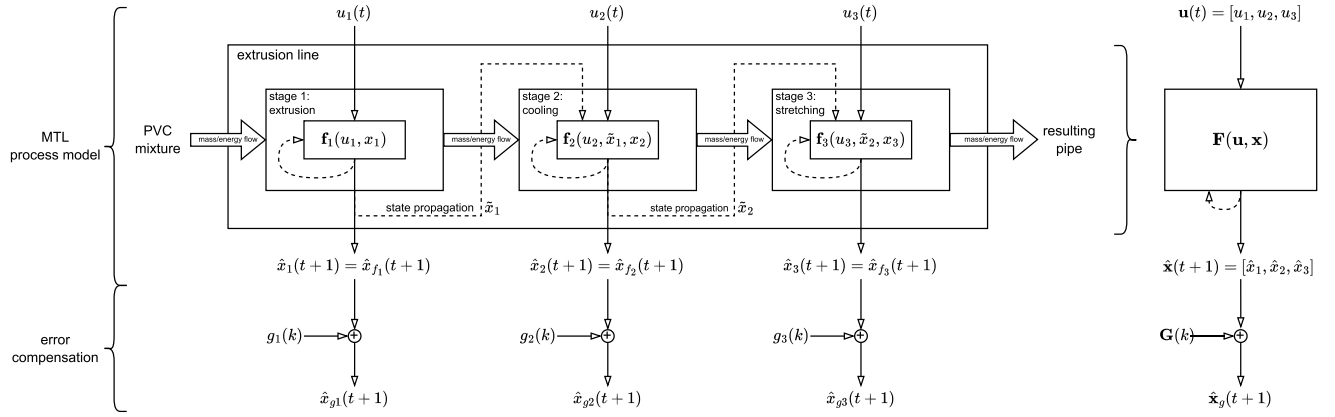 u₁(t)
u₂(t)
u₃(t)
𝐮(t) = [u₁, u₂, u₃]
extrusion line
stage 1:
extrusion
stage 2:
cooling
stage 3:
stretching
MTL
process model
PVC
mixture
mass/energy flow
𝐟₁(u₁, x₁)
mass/energy flow
𝐟₂(u₂, x̃₁, x₂)
mass/energy flow
𝐟₃(u₃, x̃₂, x₃)
mass/energy flow
resulting
pipe
𝐅(𝐮, 𝐱)
state propagation x̃₁
state propagation x̃₂
x̂₁(t+1) = x̂_{f₁}(t+1)
x̂₂(t+1) = x̂_{f₂}(t+1)
x̂₃(t+1) = x̂_{f₃}(t+1)
𝐱̂(t+1) = [x̂₁, x̂₂, x̂₃]
error
compensation
g₁(k)
+
g₂(k)
+
g₃(k)
+
𝐆(k)
+
x̂_{g1}(t+1)
x̂_{g2}(t+1)
x̂_{g3}(t+1)
𝐱̂_g(t+1)